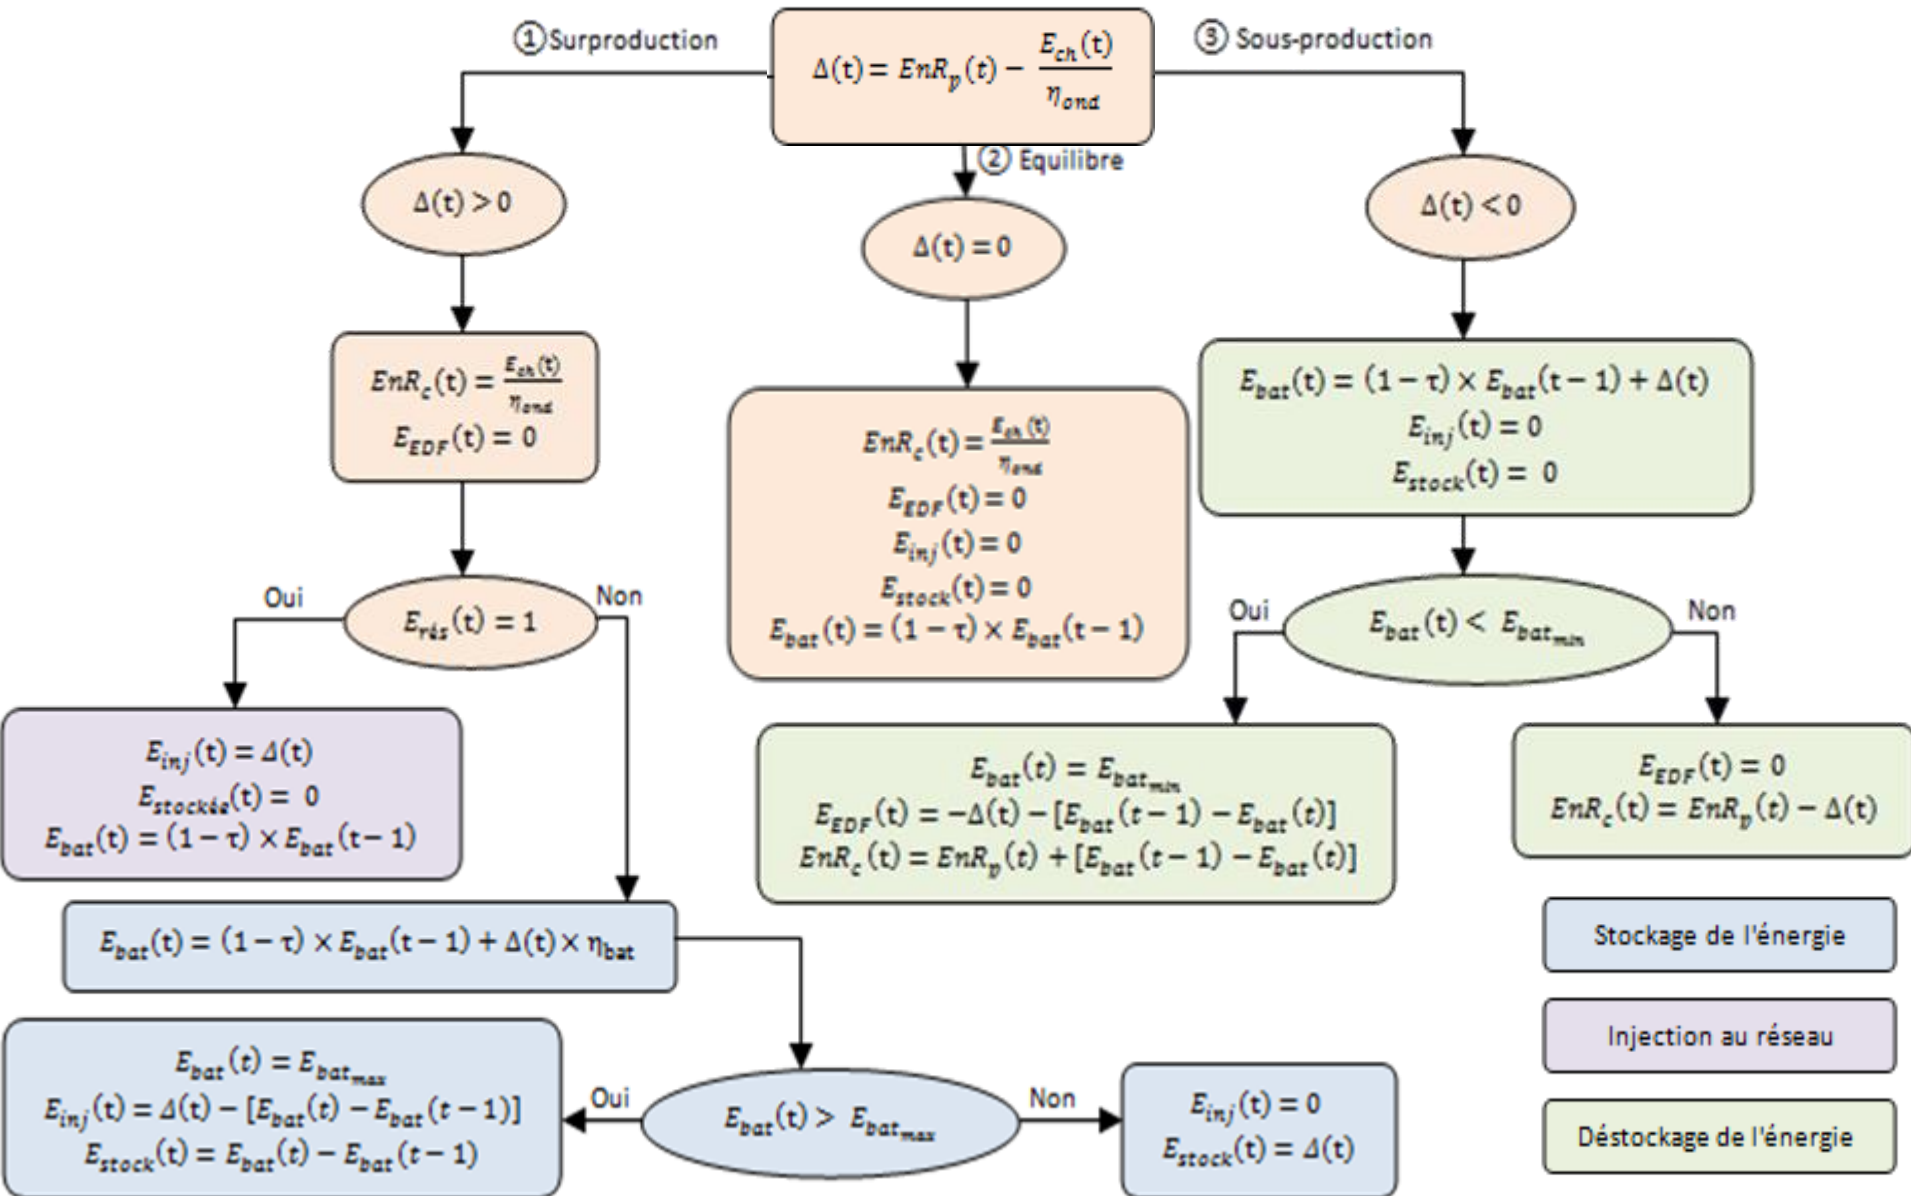 ① Surproduction
Δ(t) = EnR_p(t) − E_ch(t) / η_ond
③ Sous-production
② Equilibre
Δ(t) > 0
Δ(t) = 0
Δ(t) < 0
EnR_c(t) = E_ch(t) / η_ond
E_EDF(t) = 0
EnR_c(t) = E_ch(t) / η_ond
E_EDF(t) = 0
E_inj(t) = 0
E_stock(t) = 0
E_bat(t) = (1 − τ) × E_bat(t − 1)
E_bat(t) = (1 − τ) × E_bat(t − 1) + Δ(t)
E_inj(t) = 0
E_stock(t) = 0
Oui
E_rés(t) = 1
Non
Oui
E_bat(t) < E_bat_min
Non
E_inj(t) = Δ(t)
E_stockée(t) = 0
E_bat(t) = (1 − τ) × E_bat(t − 1)
E_bat(t) = E_bat_min
E_EDF(t) = −Δ(t) − [E_bat(t − 1) − E_bat(t)]
EnR_c(t) = EnR_p(t) + [E_bat(t − 1) − E_bat(t)]
E_EDF(t) = 0
EnR_c(t) = EnR_p(t) − Δ(t)
E_bat(t) = (1 − τ) × E_bat(t − 1) + Δ(t) × η_bat
E_bat(t) = E_bat_max
E_inj(t) = Δ(t) − [E_bat(t) − E_bat(t − 1)]
E_stock(t) = E_bat(t) − E_bat(t − 1)
Oui
E_bat(t) > E_bat_max
Non
E_inj(t) = 0
E_stock(t) = Δ(t)
Stockage de l'énergie
Injection au réseau
Déstockage de l'énergie